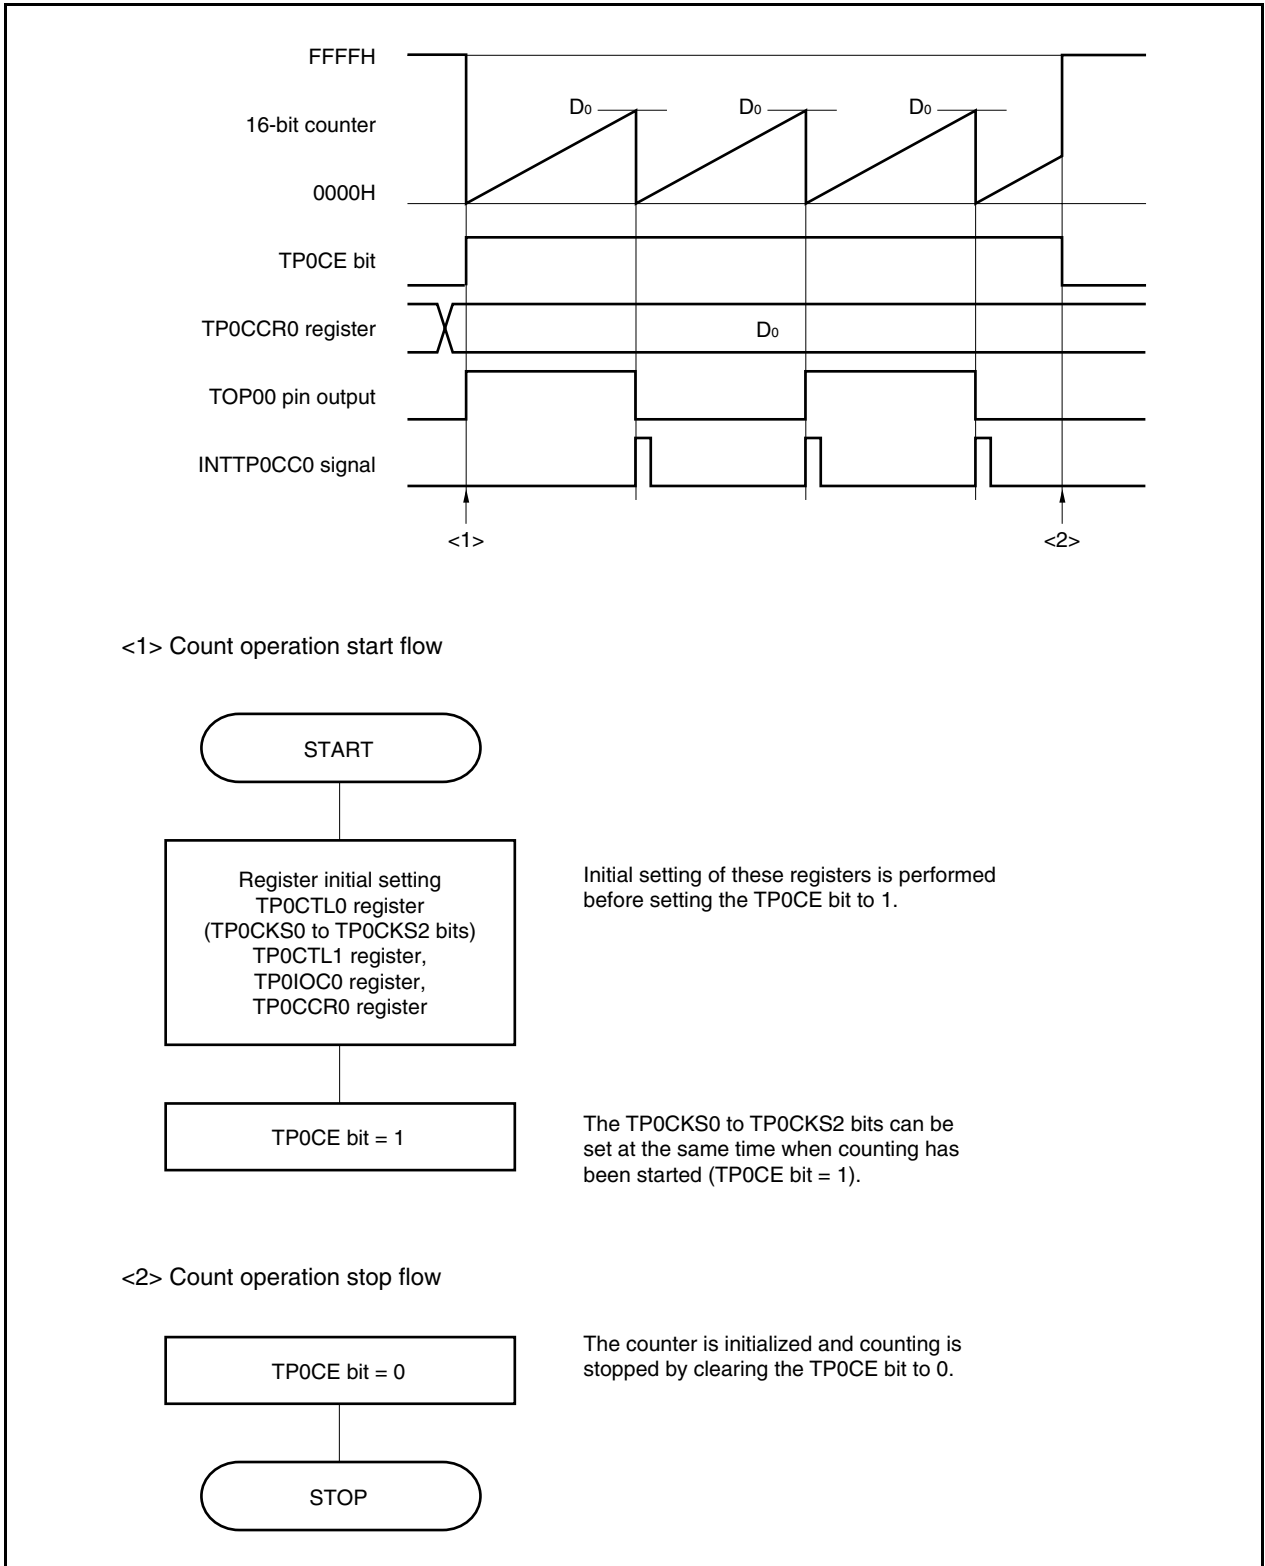 FFFFH
D0 D0 D0
16-bit counter
0000H
TP0CE bit
TP0CCR0 register
D0
TOP00 pin output
INTTP0CC0 signal
<1> <2>
<1> Count operation start flow
START
Register initial setting
TP0CTL0 register
(TP0CKS0 to TP0CKS2 bits)
TP0CTL1 register,
TP0IOC0 register,
TP0CCR0 register
Initial setting of these registers is performed
before setting the TP0CE bit to 1.
TP0CE bit = 1
The TP0CKS0 to TP0CKS2 bits can be
set at the same time when counting has
been started (TP0CE bit = 1).
<2> Count operation stop flow
TP0CE bit = 0
The counter is initialized and counting is
stopped by clearing the TP0CE bit to 0.
STOP